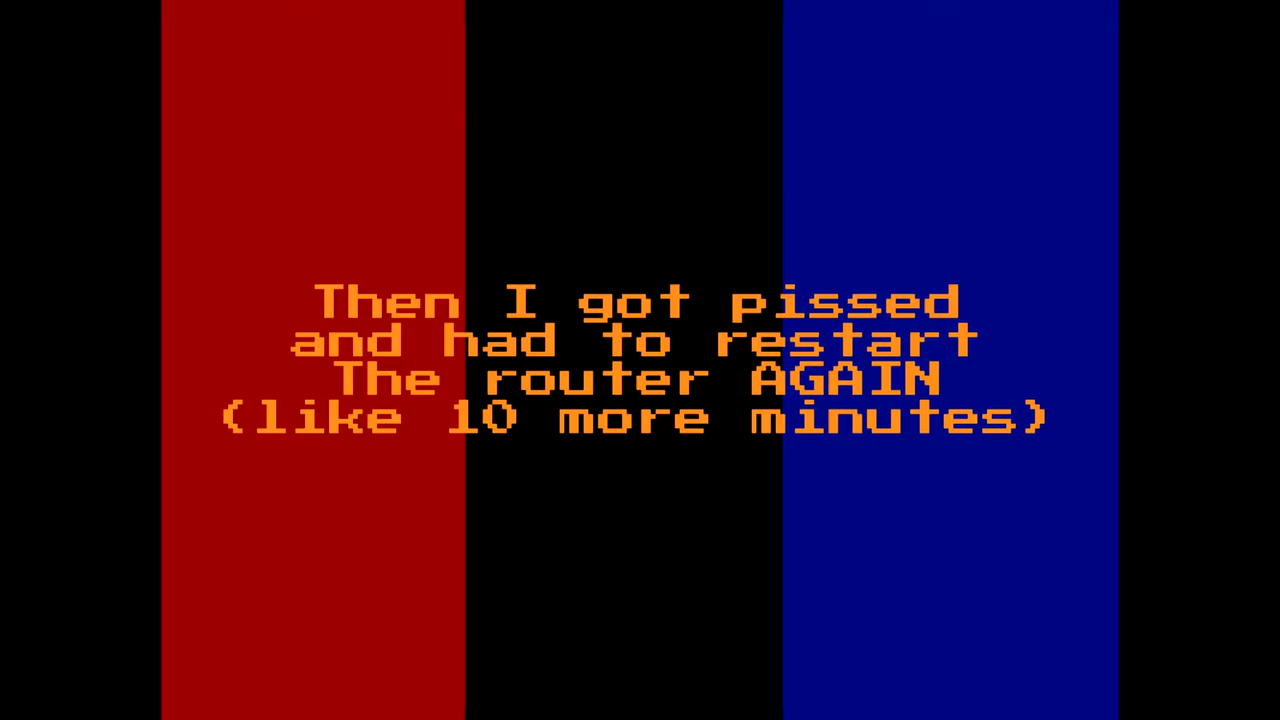 Then I got pissed
and had to restart
The router AGAIN
(like 10 more minutes)